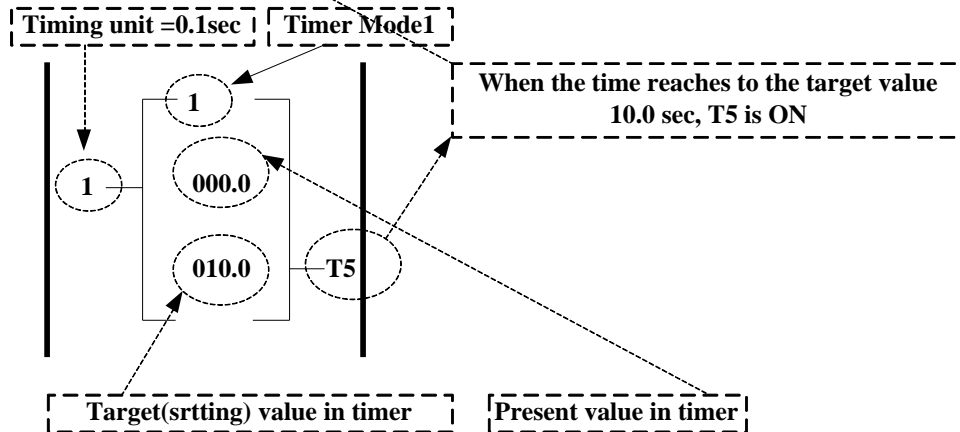 Timing unit =0.1sec
Timer Mode1
When the time reaches to the target value
10.0 sec, T5 is ON
1
1
000.0
010.0
T5
Target(srtting) value in timer
Present value in timer